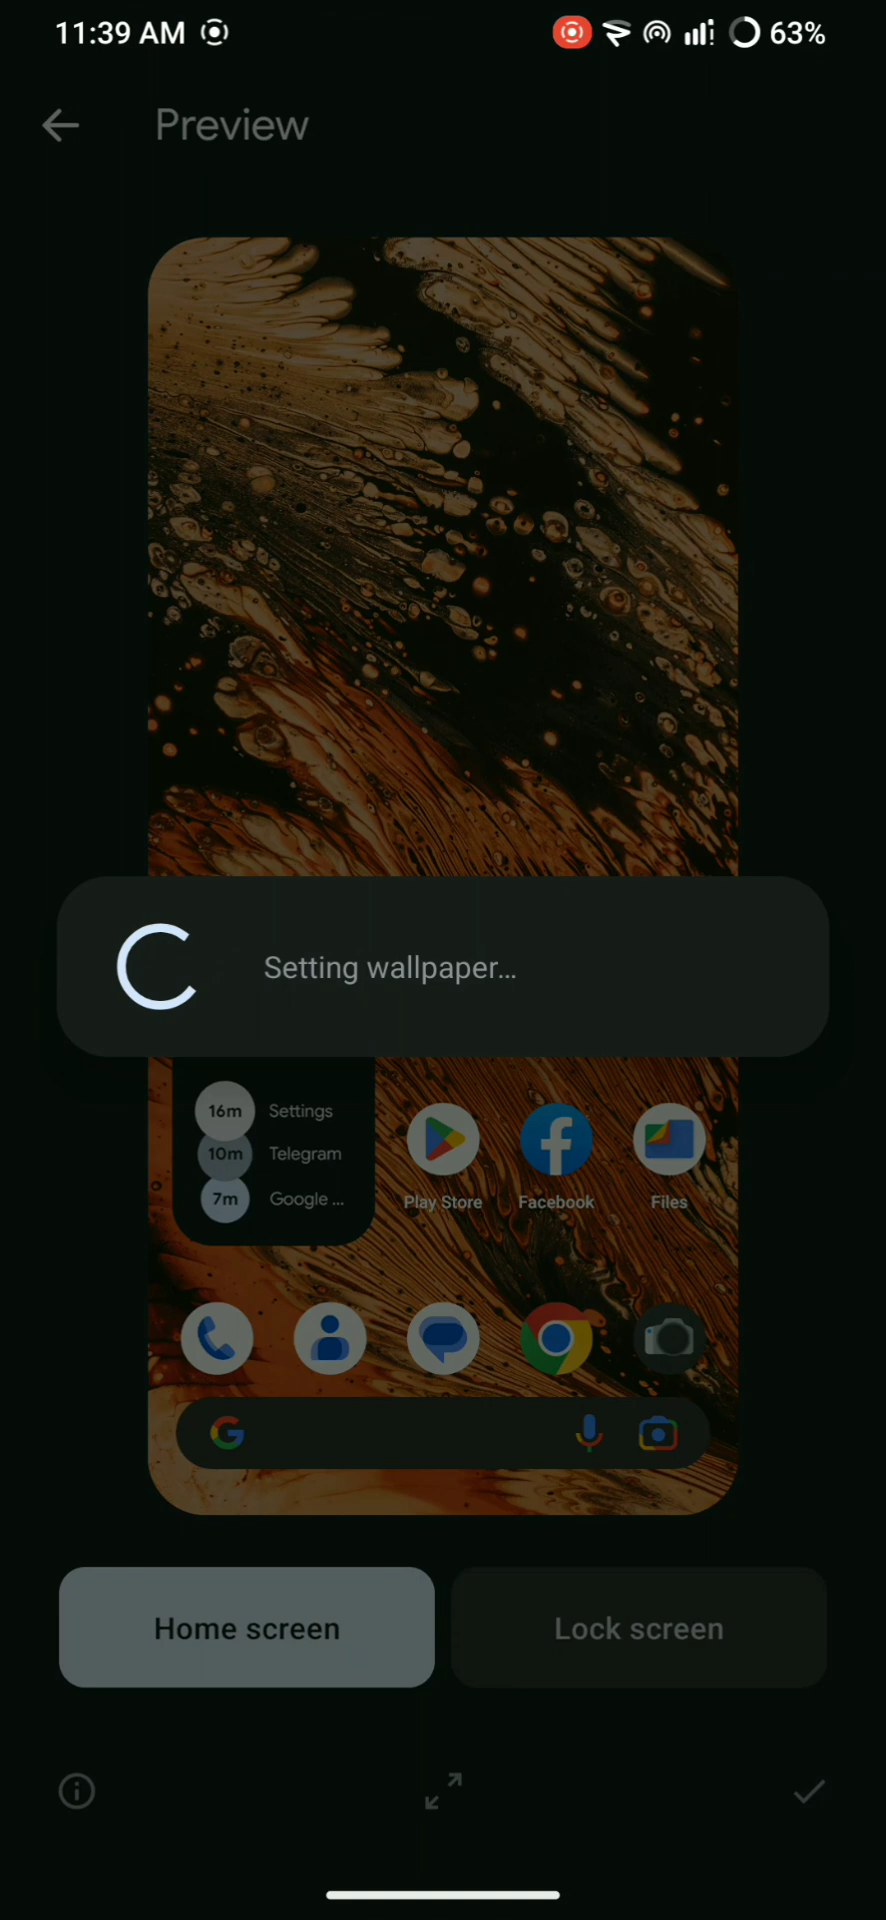 11:39 AM
63%
Preview
Setting wallpaper...
16m Settings
10m Telegram
7m Google ...
Play Store
Facebook
Files
Home screen
Lock screen